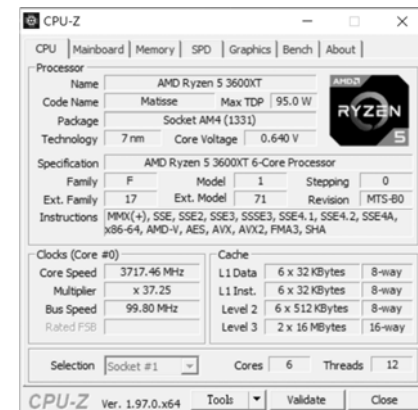 CPU-Z
CPU Mainboard Memory SPD Graphics Bench About
Processor
Name AMD Ryzen 5 3600XT
Code Name Matisse Max TDP 95.0 W
Package Socket AM4 (1331)
Technology 7 nm Core Voltage 0.640 V
AMD
RYZEN
5
Specification AMD Ryzen 5 3600XT 6-Core Processor
Family F Model 1 Stepping 0
Ext. Family 17 Ext. Model 71 Revision MTS-B0
Instructions MMX(+), SSE, SSE2, SSE3, SSSE3, SSE4.1, SSE4.2, SSE4A,
x86-64, AMD-V, AES, AVX, AVX2, FMA3, SHA
Clocks (Core #0)
Core Speed 3717.46 MHz
Multiplier x 37.25
Bus Speed 99.80 MHz
Rated FSB
Cache
L1 Data 6 x 32 KBytes 8-way
L1 Inst. 6 x 32 KBytes 8-way
Level 2 6 x 512 KBytes 8-way
Level 3 2 x 16 MBytes 16-way
Selection Socket #1 Cores 6 Threads 12
CPU-Z Ver. 1.97.0.x64 Tools Validate Close